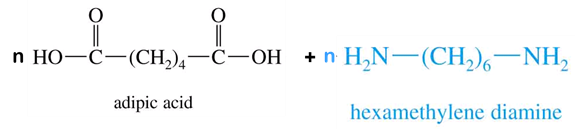 O O
n HO—C—(CH₂)₄—C—OH + n H₂N—(CH₂)₆—NH₂
adipic acid
hexamethylene diamine